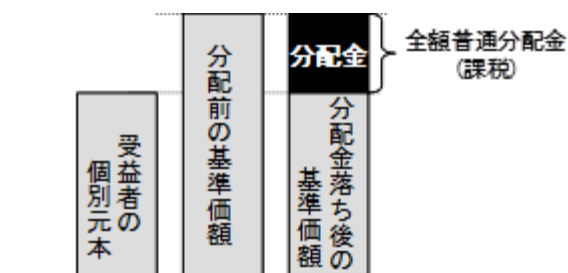 受益者の
個別元本
分配前の基準価額
分配金
分配金落ち後の
基準価額
全額普通分配金
(課税)